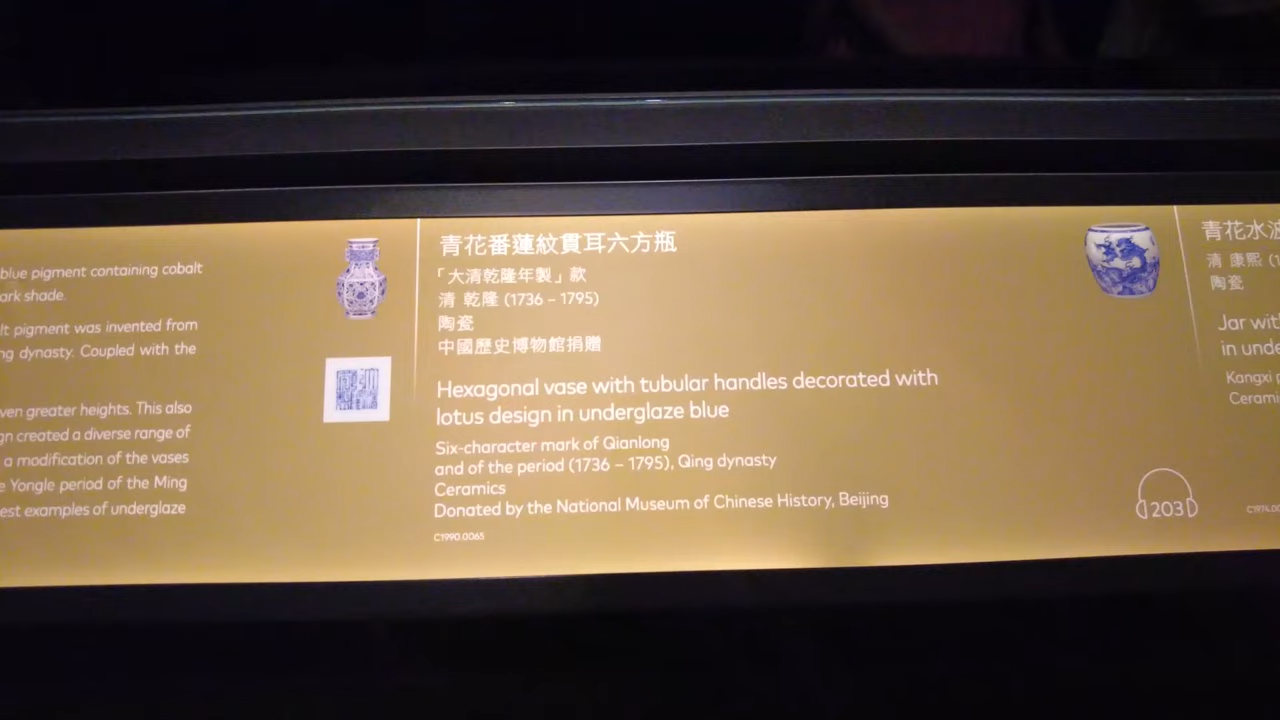 blue pigment containing cobalt
ark shade.
lt pigment was invented from
ng dynasty. Coupled with the
ven greater heights. This also
gn created a diverse range of
a modification of the vases
e Yongle period of the Ming
est examples of underglaze
青花番蓮紋貫耳六方瓶
「大清乾隆年製」款
清 乾隆 (1736 – 1795)
陶瓷
中國歷史博物館捐贈
Hexagonal vase with tubular handles decorated with
lotus design in underglaze blue
Six-character mark of Qianlong
and of the period (1736 – 1795), Qing dynasty
Ceramics
Donated by the National Museum of Chinese History, Beijing
C1990.0065
203
青花水波
清 康熙 (1
陶瓷
Jar wit
in unde
Kangxi p
Cerami
C1974.00